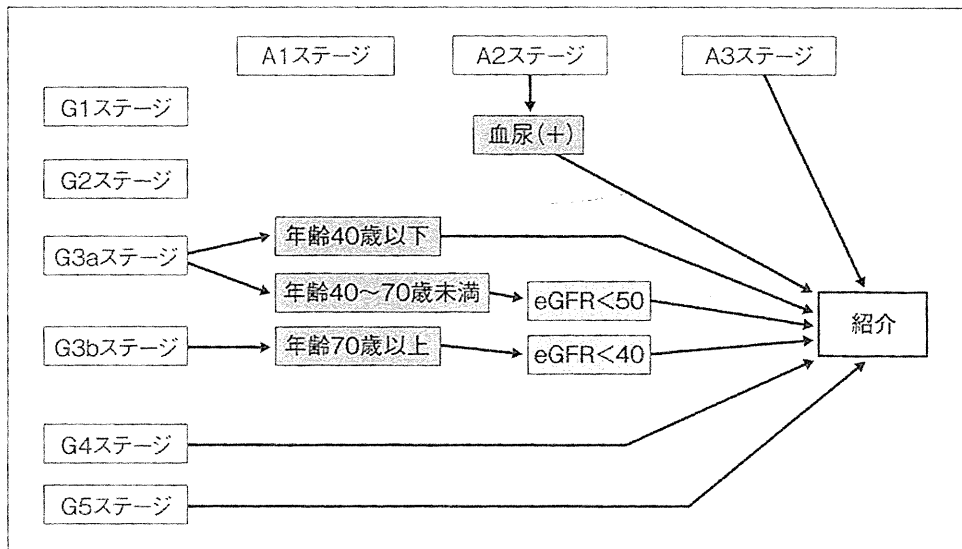 A1ステージ
A2ステージ
A3ステージ
G1ステージ
血尿(+)
G2ステージ
年齢40歳以下
G3aステージ
年齢40～70歳未満
eGFR<50
紹介
G3bステージ
年齢70歳以上
eGFR<40
G4ステージ
G5ステージ